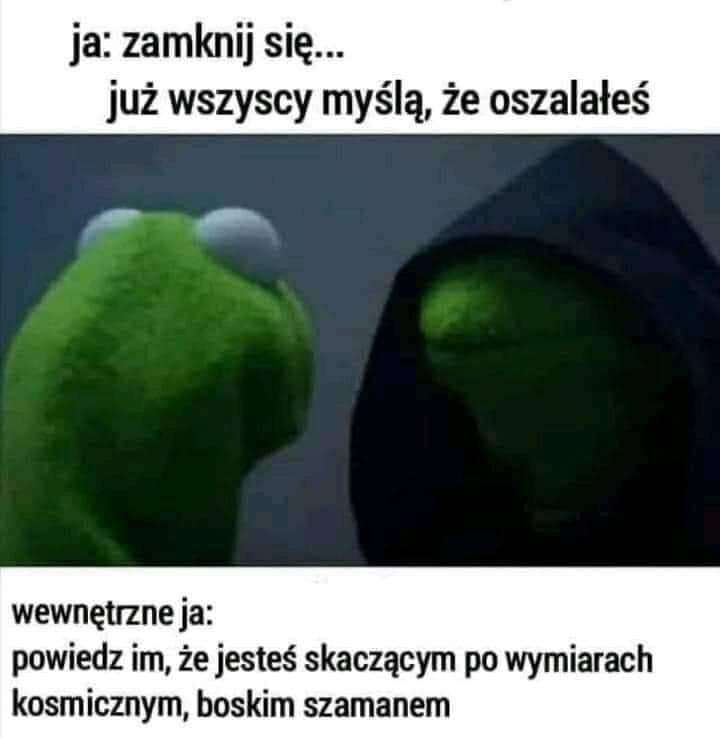 ja: zamknij się...
już wszyscy myślą, że oszalałeś
wewnętrzne ja:
powiedz im, że jesteś skaczącym po wymiarach
kosmicznym, boskim szamanem